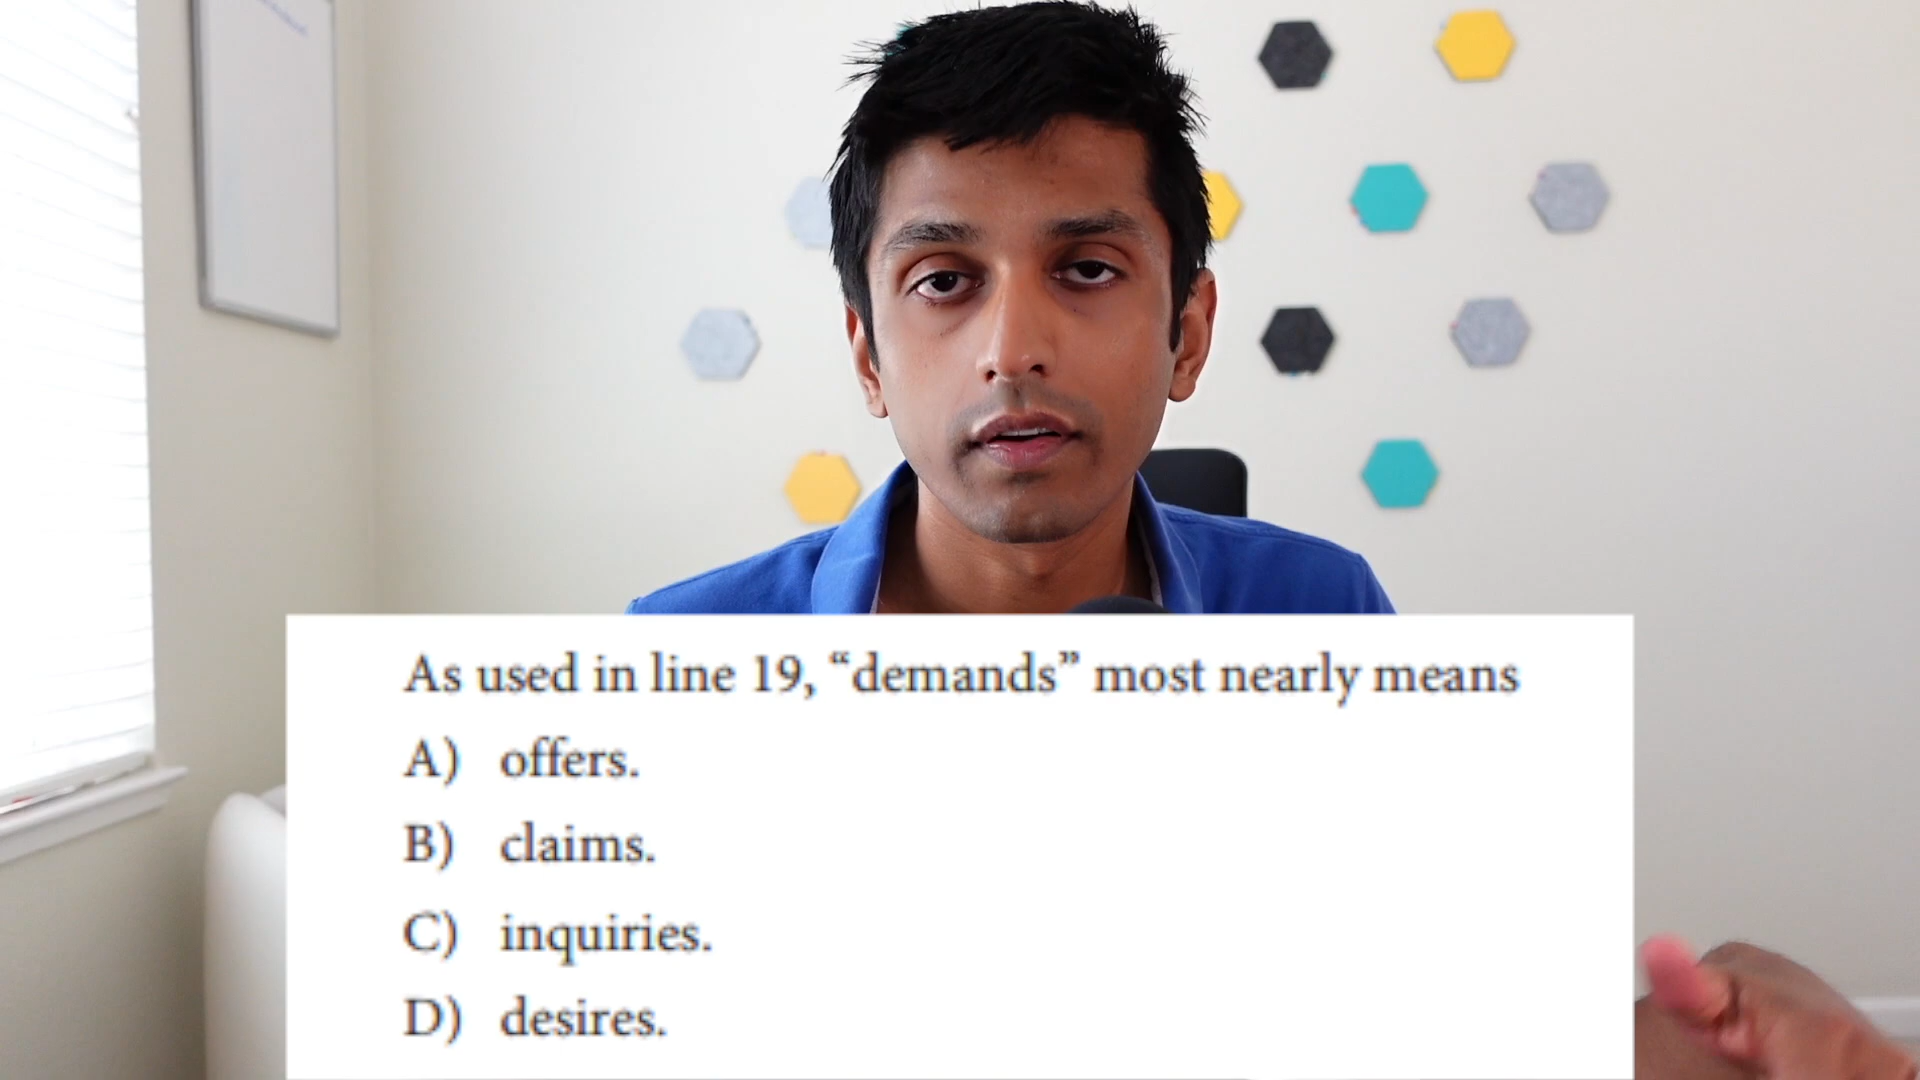 As used in line 19, “demands” most nearly means
A) offers.
B) claims.
C) inquiries.
D) desires.